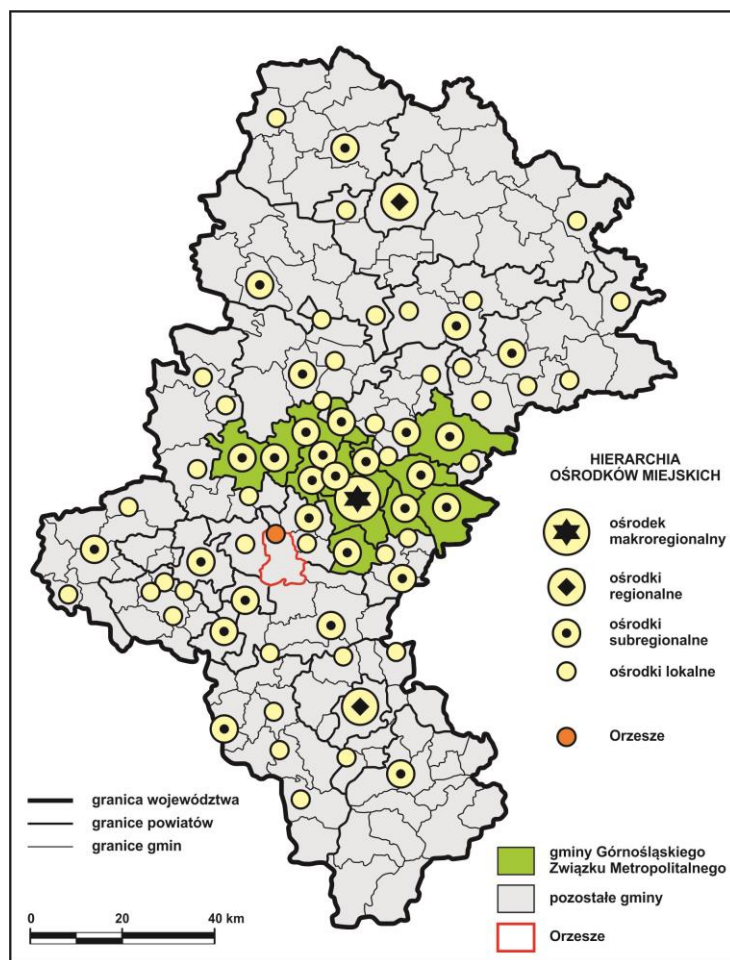 HIERARCHIA
OŚRODKÓW MIEJSKICH
ośrodek
makroregionalny
ośrodki
regionalne
ośrodki
subregionalne
ośrodki lokalne
Orzesze
granica województwa
granice powiatów
granice gmin
gminy Górnośląskiego
Związku Metropolitalnego
pozostałe gminy
Orzesze
0 20 40 km